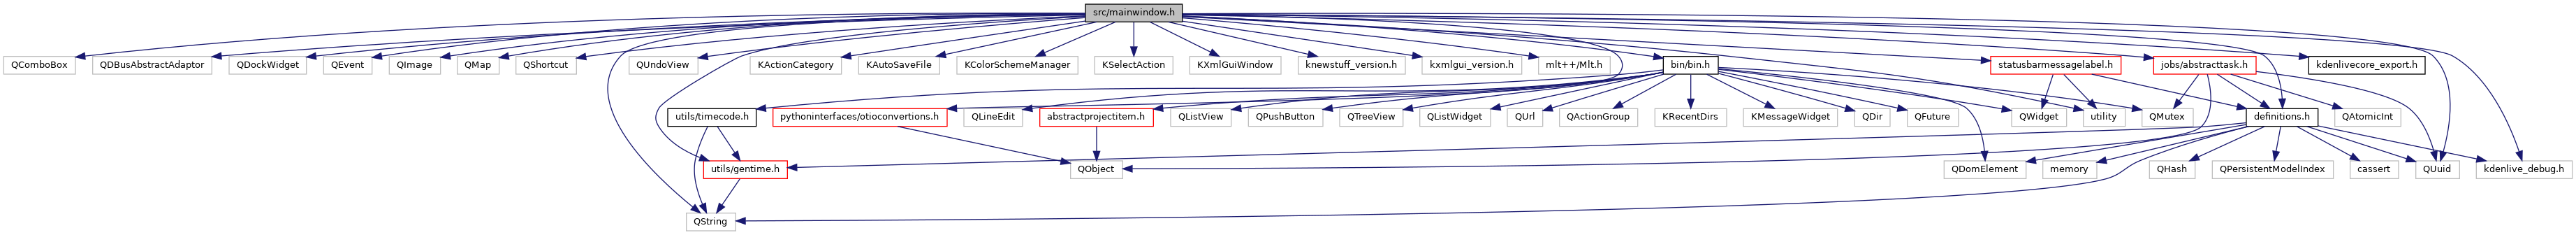 src/mainwindow.h
QComboBox
QDBusAbstractAdaptor
QDockWidget
QEvent
QImage
QMap
QShortcut
QUndoView
KActionCategory
KAutoSaveFile
KColorSchemeManager
KSelectAction
KXmlGuiWindow
knewstuff_version.h
kxmlgui_version.h
mlt++/Mlt.h
bin/bin.h
statusbarmessagelabel.h
jobs/abstracttask.h
kdenlivecore_export.h
utils/timecode.h
pythoninterfaces/otioconvertions.h
QLineEdit
abstractprojectitem.h
QListView
QPushButton
QTreeView
QListWidget
QUrl
QActionGroup
KRecentDirs
KMessageWidget
QDir
QFuture
QWidget
utility
QMutex
definitions.h
QAtomicInt
utils/gentime.h
QObject
QDomElement
memory
QHash
QPersistentModelIndex
cassert
QUuid
kdenlive_debug.h
QString